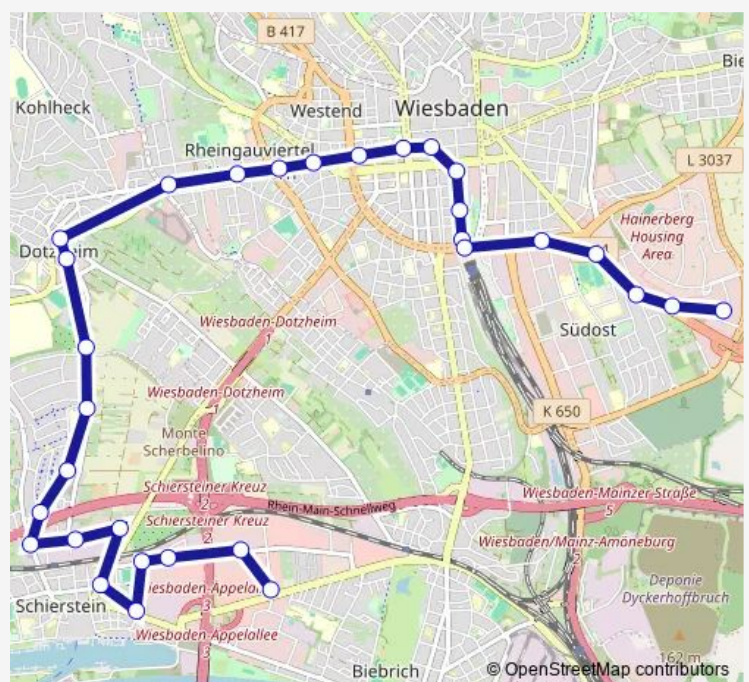 B 417
Bie
Kohlheck
Westend
Wiesbaden
Rheingauviertel
L 3037
Hainerberg
Housing
Area
Dotzheim
Wiesbaden-Dotzheim
1
Südost
Wiesbaden-Dotzheim
1
K 650
Monte
Scherbelino
Schiersteiner Kreuz
2
Rhein-Main-Schnellweg
Wiesbaden-Mainzer-Straße
5
Schiersteiner Kreuz
2
Wiesbaden/Mainz-Amöneburg
2
Deponie
Dyckerhoffbruch
iesbaden-Appela
3
Schierstein
Wiesbaden-Appelallee
3
162 m
Biebrich
© OpenStreetMap contributors